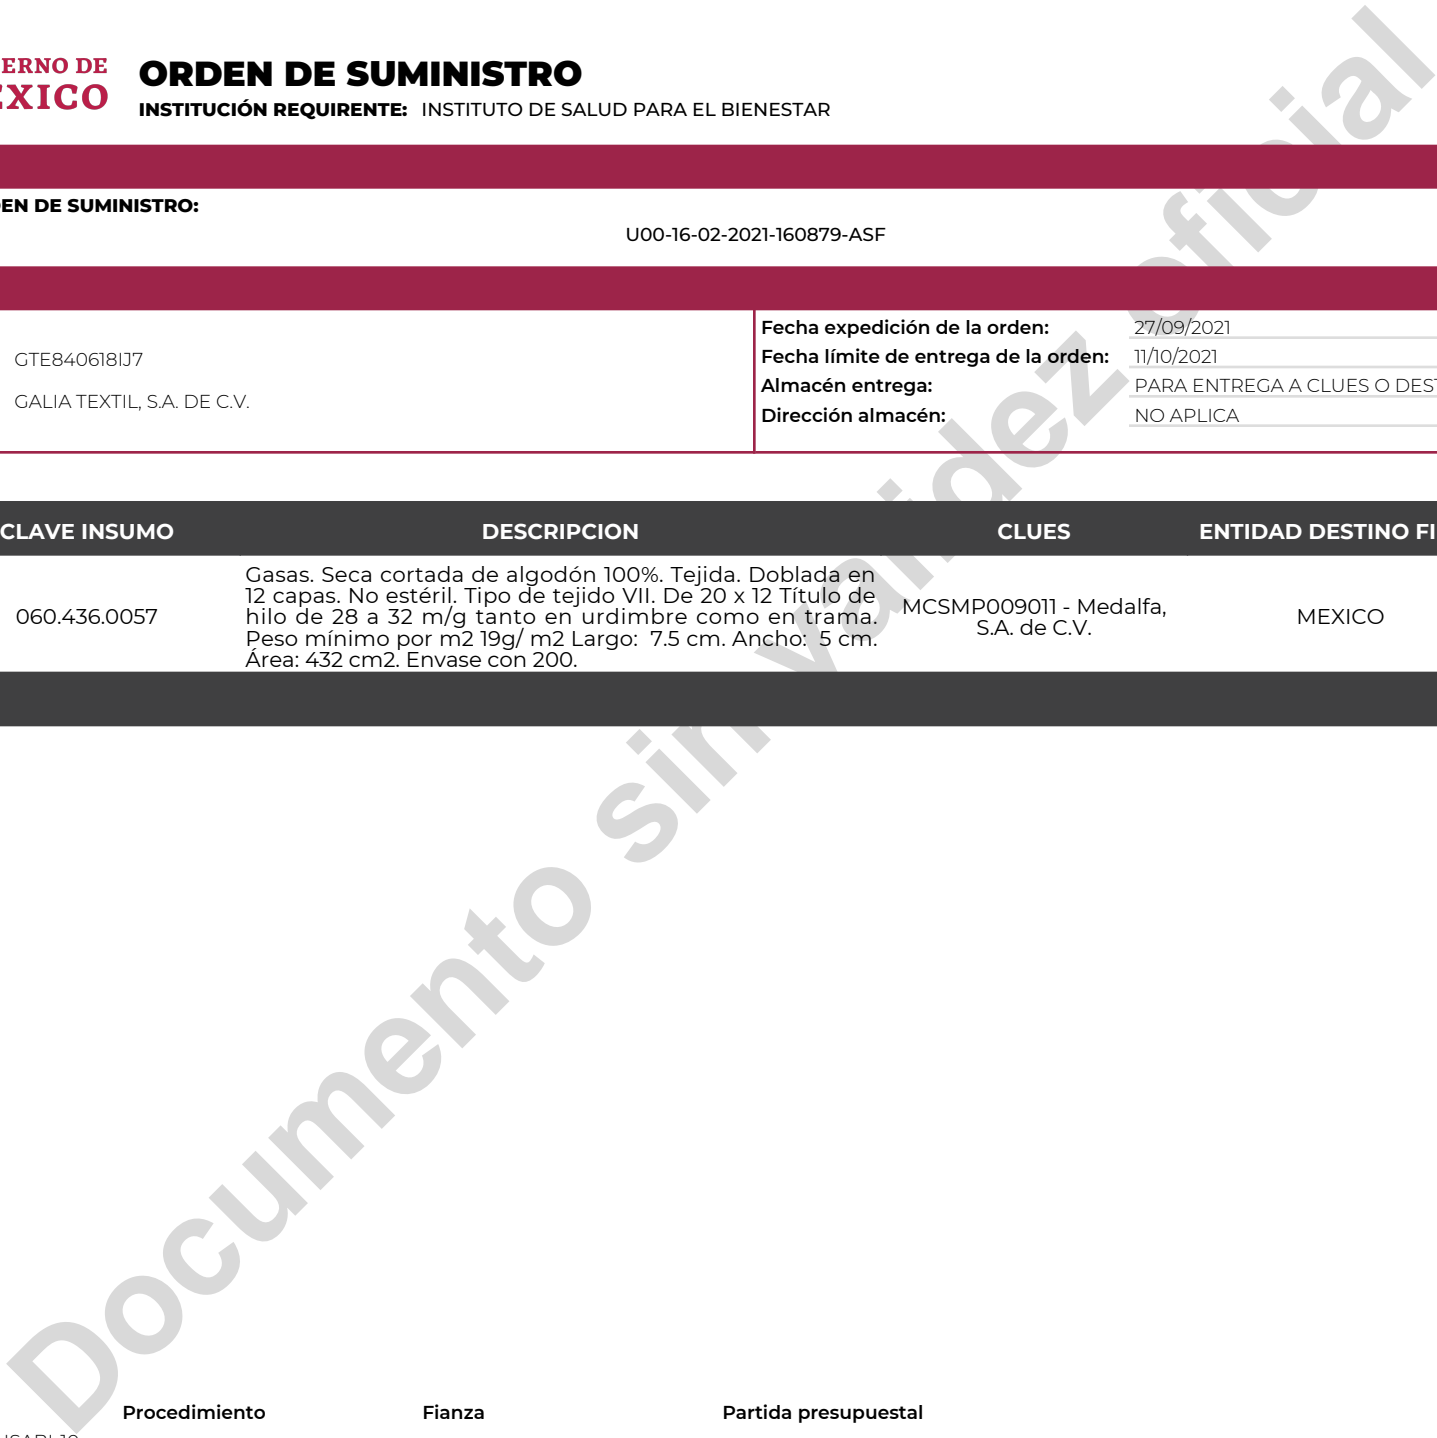 ERNO DE
EXICO
ORDEN DE SUMINISTRO
INSTITUCIÓN REQUIRENTE: INSTITUTO DE SALUD PARA EL BIENESTAR
EN DE SUMINISTRO:
U00-16-02-2021-160879-ASF
GTE840618IJ7
GALIA TEXTIL, S.A. DE C.V.
Fecha expedición de la orden: 27/09/2021
Fecha límite de entrega de la orden: 11/10/2021
Almacén entrega: PARA ENTREGA A CLUES O DEST
Dirección almacén: NO APLICA
CLAVE INSUMO DESCRIPCION CLUES ENTIDAD DESTINO FI
060.436.0057
Gasas. Seca cortada de algodón 100%. Tejida. Doblada en
12 capas. No estéril. Tipo de tejido VII. De 20 x 12 Título de
hilo de 28 a 32 m/g tanto en urdimbre como en trama.
Peso mínimo por m2 19g/ m2 Largo: 7.5 cm. Ancho: 5 cm.
Área: 432 cm2. Envase con 200.
MCSMP009011 - Medalfa,
S.A. de C.V.
MEXICO
Documento sin validez oficial
Procedimiento Fianza Partida presupuestal